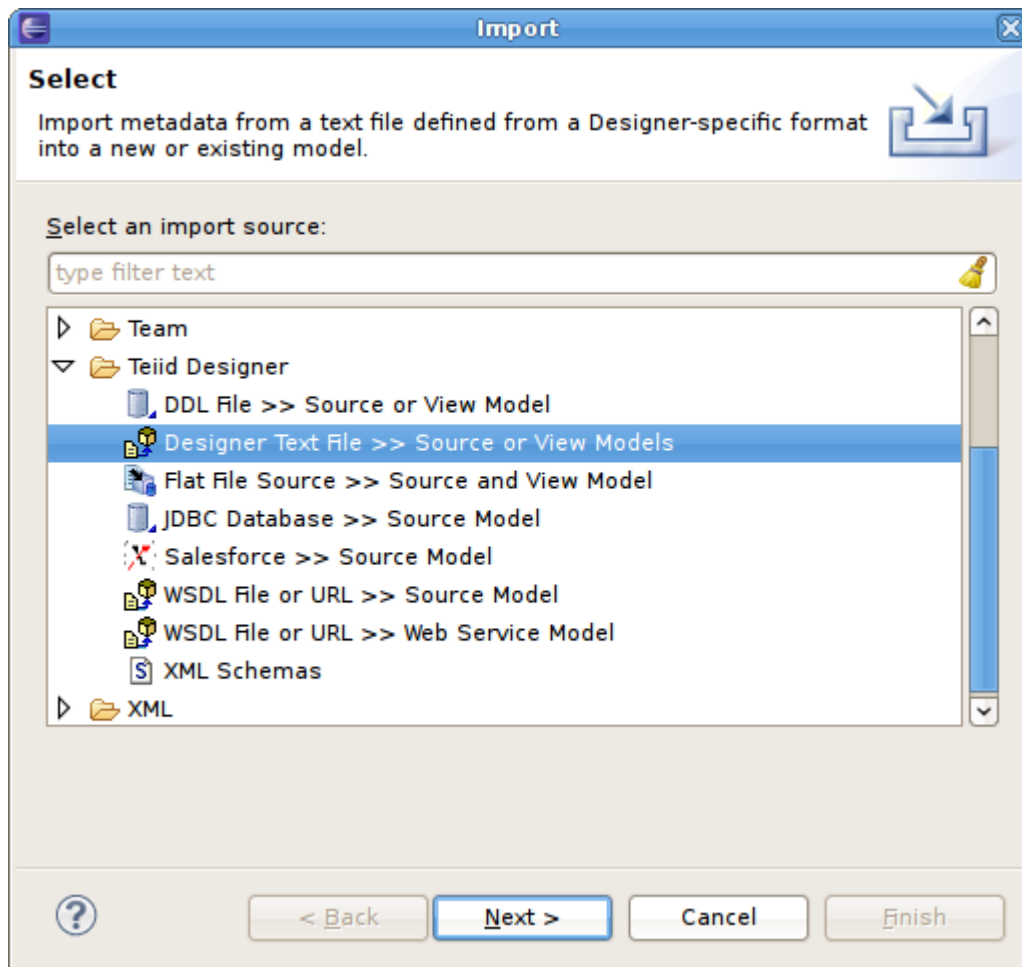 Import
Select
Import metadata from a text file defined from a Designer-specific format
into a new or existing model.
Select an import source:
type filter text
Team
Teiid Designer
DDL File >> Source or View Model
Designer Text File >> Source or View Models
Flat File Source >> Source and View Model
JDBC Database >> Source Model
Salesforce >> Source Model
WSDL File or URL >> Source Model
WSDL File or URL >> Web Service Model
XML Schemas
XML
< Back Next > Cancel Finish